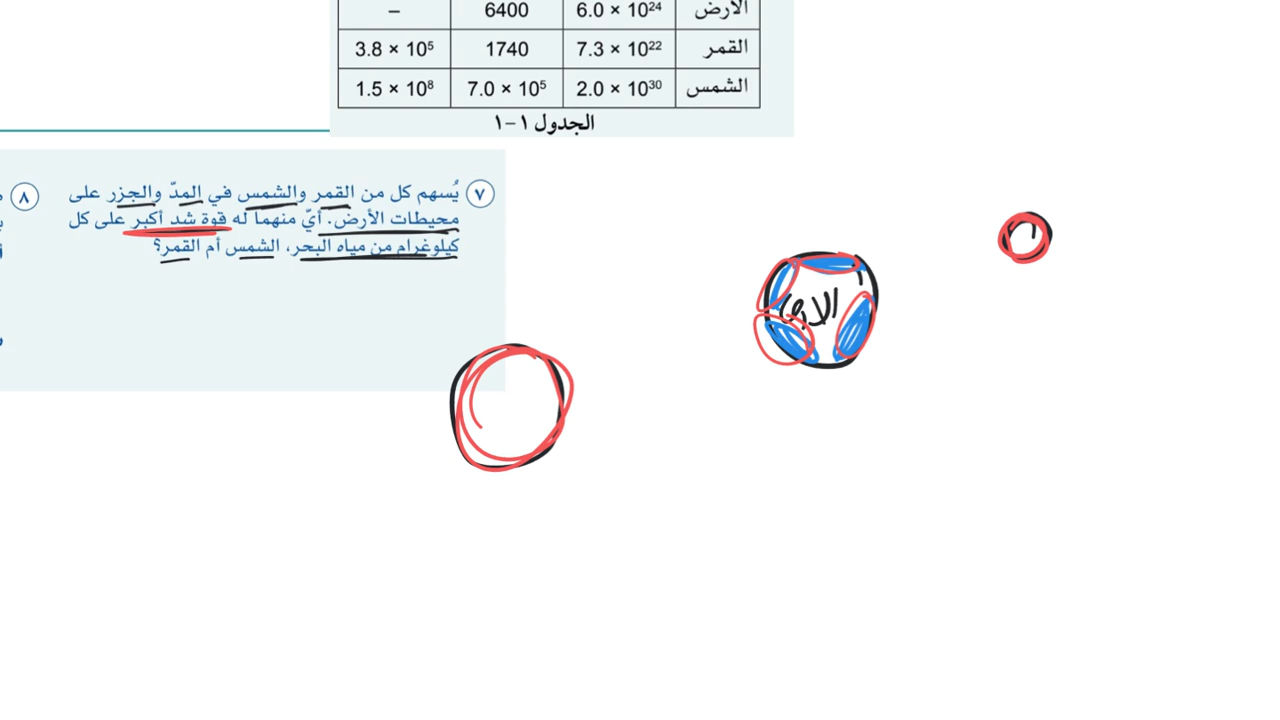 الأرض 6.0 × 10²⁴ 6400 –
القمر 7.3 × 10²² 1740 3.8 × 10⁵
الشمس 2.0 × 10³⁰ 7.0 × 10⁵ 1.5 × 10⁸
الجدول ١-١
٧ يُسهم كل من القمر والشمس في المدّ والجزر على
محيطات الأرض. أيّ منهما له قوة شد أكبر على كل
كيلوغرام من مياه البحر، الشمس أم القمر؟
٨
الارض